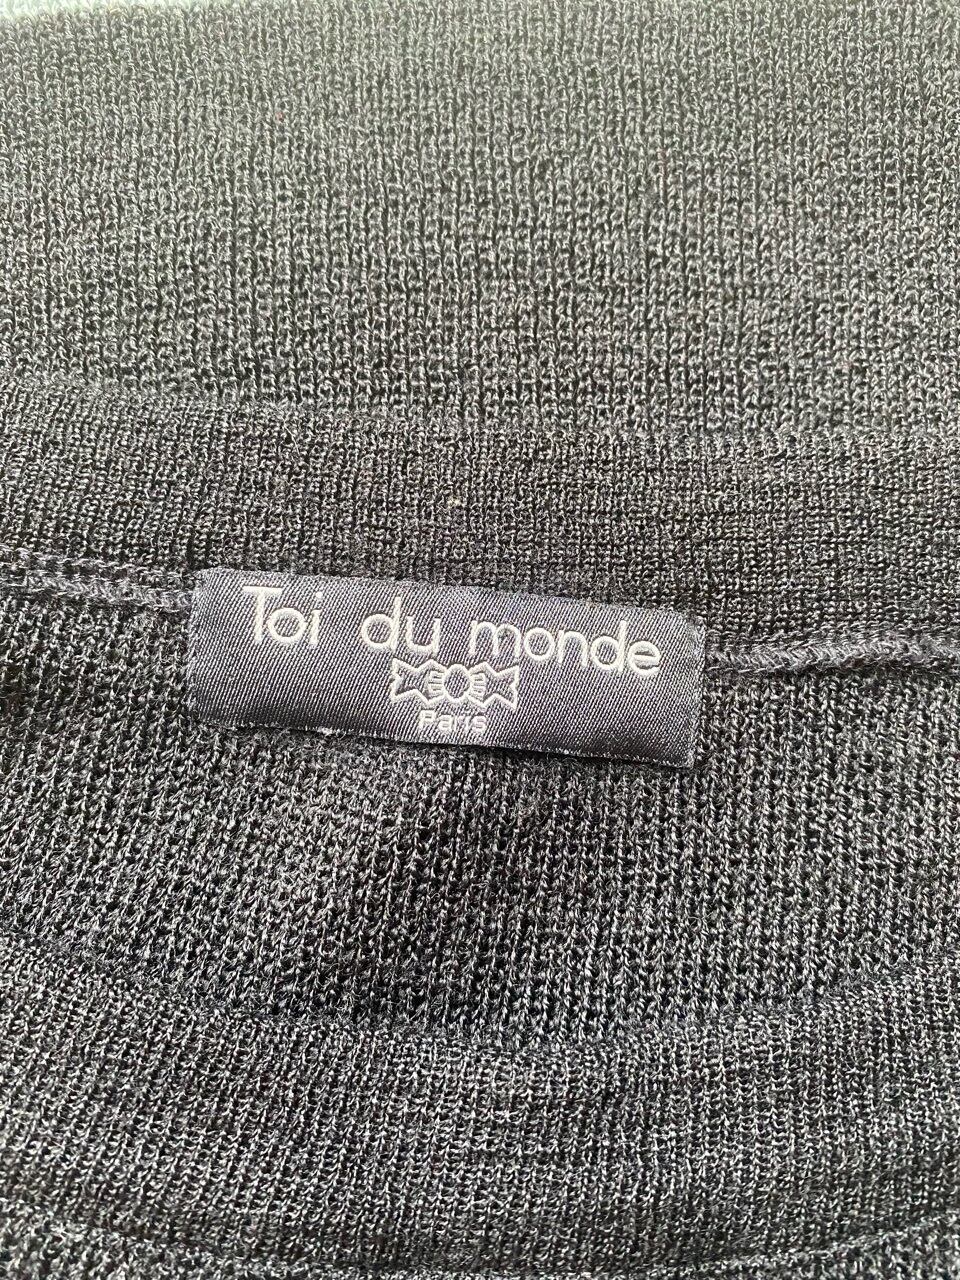 Toi du monde
Paris